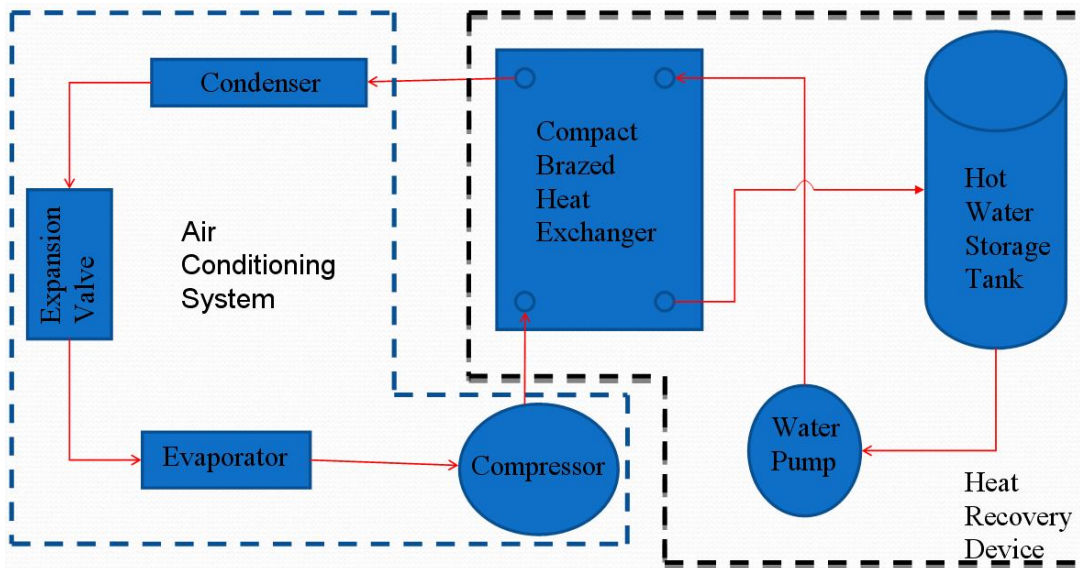 Condenser
Compact
Brazed
Heat
Exchanger
Hot
Water
Storage
Tank
Expansion
Valve
Air
Conditioning
System
Evaporator
Compressor
Water
Pump
Heat
Recovery
Device